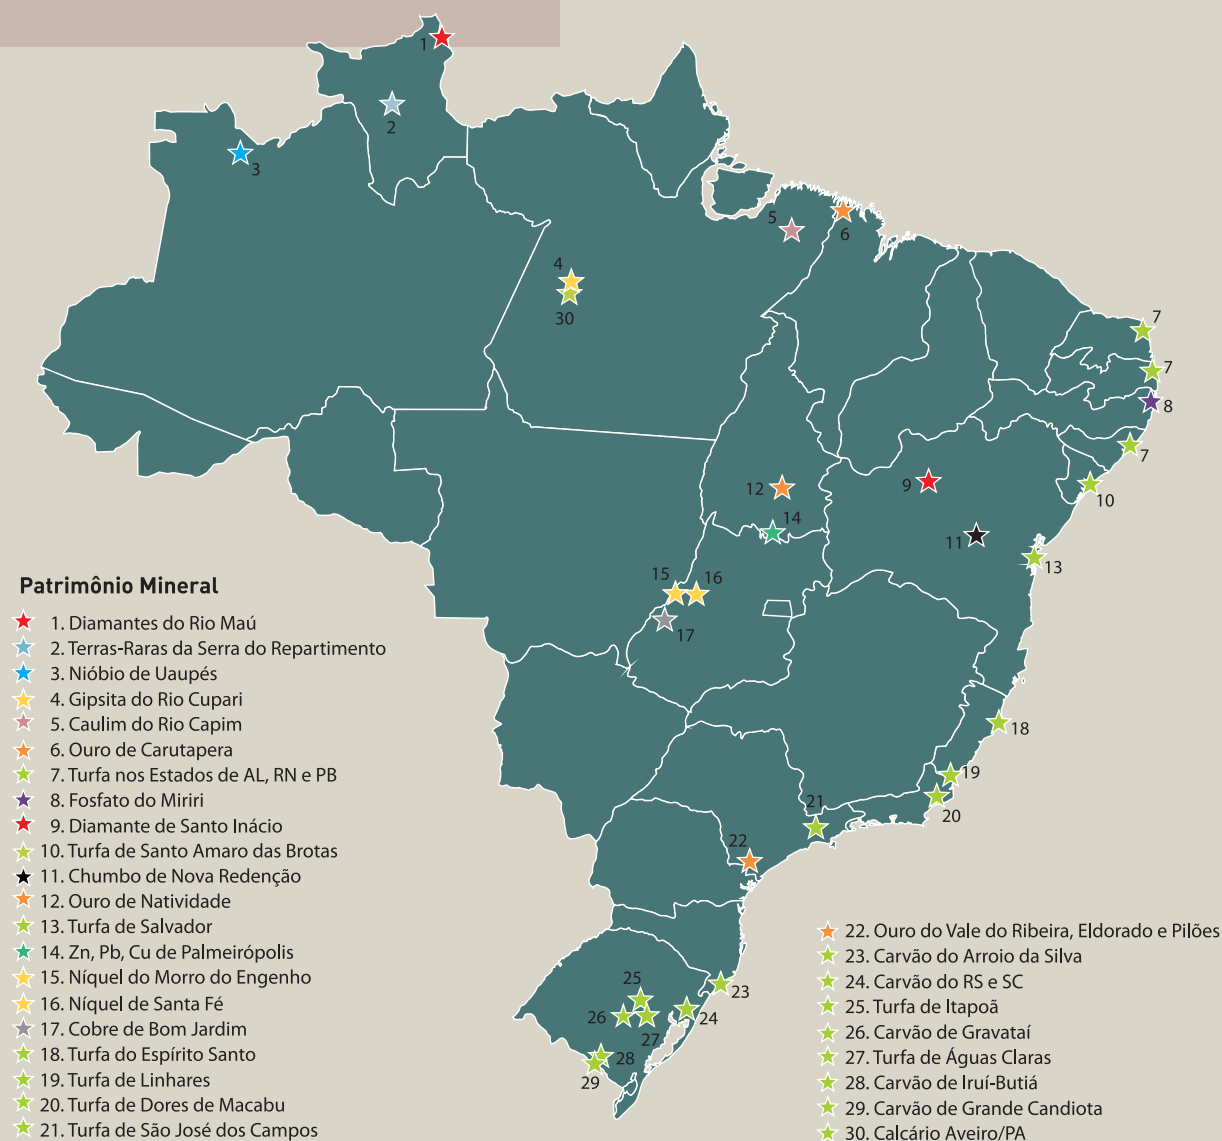 1
2
3
5
6
4
30
7
7
8
7
9
12
10
14
11
13
15
16
17
18
19
20
21
22
25
23
26
24
27
28
29
Patrimônio Mineral
1. Diamantes do Rio Maú
2. Terras-Raras da Serra do Repartimento
3. Nióbio de Uaupés
4. Gipsita do Rio Cupari
5. Caulim do Rio Capim
6. Ouro de Carutapera
7. Turfa nos Estados de AL, RN e PB
8. Fosfato do Miriri
9. Diamante de Santo Inácio
10. Turfa de Santo Amaro das Brotas
11. Chumbo de Nova Redenção
12. Ouro de Natividade
13. Turfa de Salvador
14. Zn, Pb, Cu de Palmeirópolis
15. Níquel do Morro do Engenho
16. Níquel de Santa Fé
17. Cobre de Bom Jardim
18. Turfa do Espírito Santo
19. Turfa de Linhares
20. Turfa de Dores de Macabu
21. Turfa de São José dos Campos
22. Ouro do Vale do Ribeira, Eldorado e Pilões
23. Carvão do Arroio da Silva
24. Carvão do RS e SC
25. Turfa de Itapoã
26. Carvão de Gravataí
27. Turfa de Águas Claras
28. Carvão de Iruí-Butiá
29. Carvão de Grande Candiota
30. Calcário Aveiro/PA